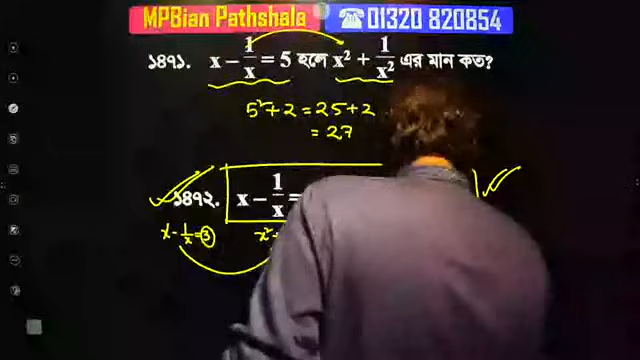 MPBian Pathshala ☎01320 820854
১৪৭১. x − 1/x = 5 হলে x² + 1/x² এর মান কত?
5² + 2 = 25 + 2
= 27
১৪৭২. x − 1/x =
x − 1/x = 3 x²